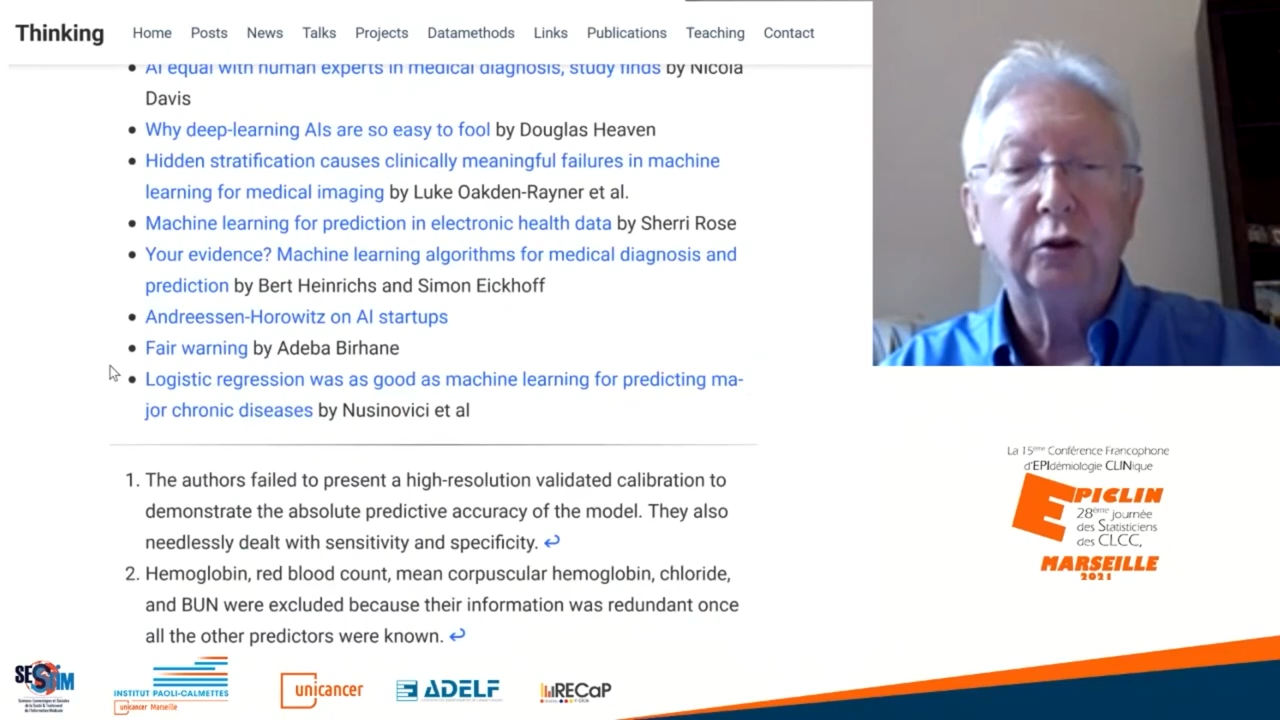 Thinking
Home Posts News Talks Projects Datamethods Links Publications Teaching Contact
AI equal with human experts in medical diagnosis, study finds by Nicola
Davis
Why deep-learning AIs are so easy to fool by Douglas Heaven
Hidden stratification causes clinically meaningful failures in machine
learning for medical imaging by Luke Oakden-Rayner et al.
Machine learning for prediction in electronic health data by Sherri Rose
Your evidence? Machine learning algorithms for medical diagnosis and
prediction by Bert Heinrichs and Simon Eickhoff
Andreessen-Horowitz on AI startups
Fair warning by Adeba Birhane
Logistic regression was as good as machine learning for predicting ma-
jor chronic diseases by Nusinovici et al
1. The authors failed to present a high-resolution validated calibration to
demonstrate the absolute predictive accuracy of the model. They also
needlessly dealt with sensitivity and specificity.
2. Hemoglobin, red blood count, mean corpuscular hemoglobin, chloride,
and BUN were excluded because their information was redundant once
all the other predictors were known.
La 15ème Conférence Francophone
d'EPIdémiologie CLINique
EPICLIN
28ème journée
des Statisticiens
des CLCC,
MARSEILLE
2021
SESSTIM
INSTITUT PAOLI-CALMETTES
unicancer Marseille
unicancer
ADELF
RECaP